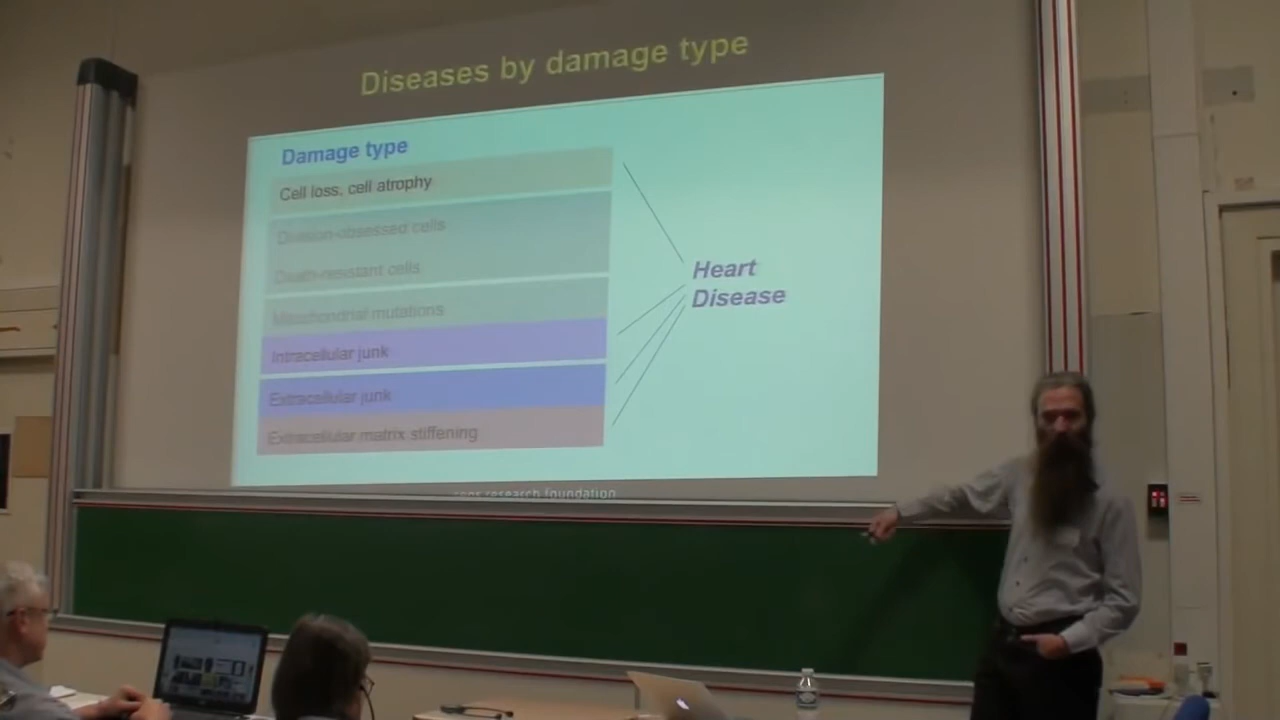 Diseases by damage type
Damage type
Cell loss, cell atrophy
Division-obsessed cells
Death-resistant cells
Mitochondrial mutations
Intracellular junk
Extracellular junk
Extracellular matrix stiffening
Heart
Disease
sens research foundation